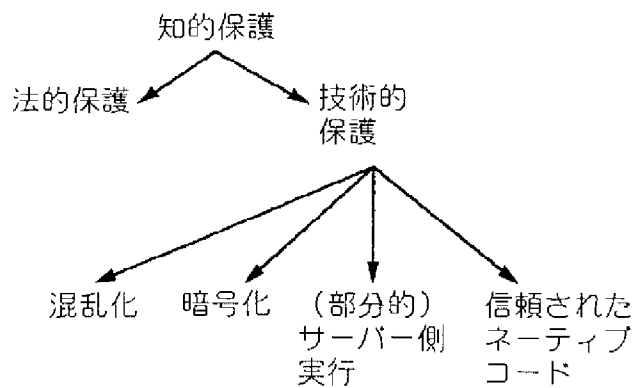 知的保護
法的保護
技術的
保護
混乱化
暗号化
（部分的）
サーバー側
実行
信頼された
ネーティブ
コード